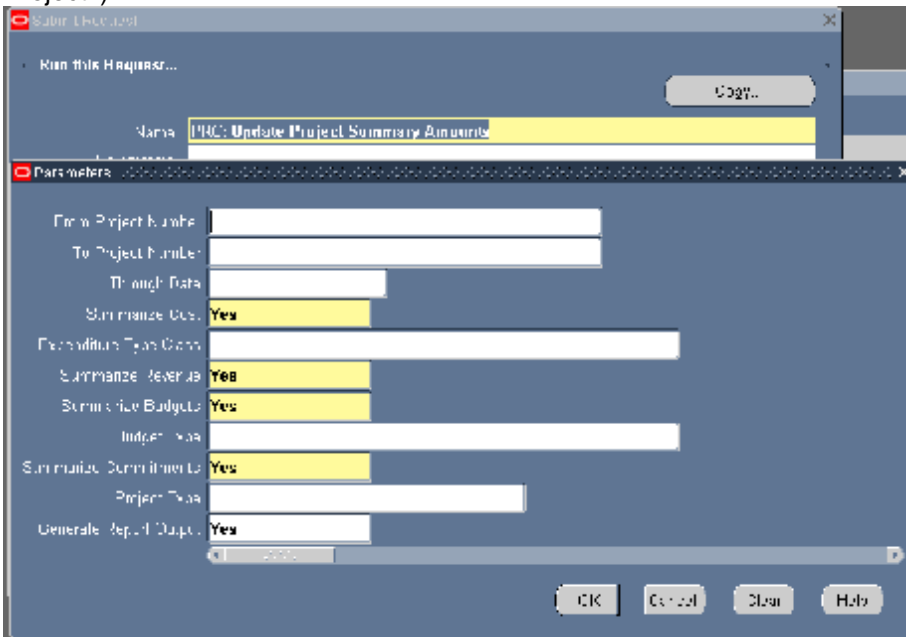 Submit Request
Run this Request...
Copy...
Name PRC: Update Project Summary Amounts
Parameters
From Project Number
To Project Number
Through Date
Summarize Cost Yes
Expenditure Type Class
Summarize Revenue Yes
Summarize Budgets Yes
Budget Type
Summarize Commitments Yes
Project Type
Generate Report Output Yes
OK Cancel Clear Help